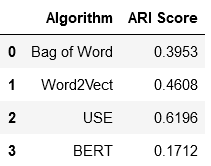 Algorithm ARI Score
0 Bag of Word 0.3953
1 Word2Vect 0.4608
2 USE 0.6196
3 BERT 0.1712